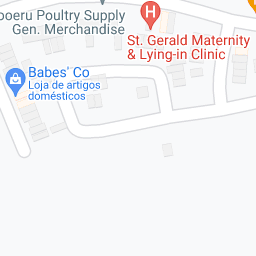 Poultry Supply
Gen. Merchandise
St. Gerald Maternity
& Lying-in Clinic
H
Babes' Co
Loja de artigos
domésticos